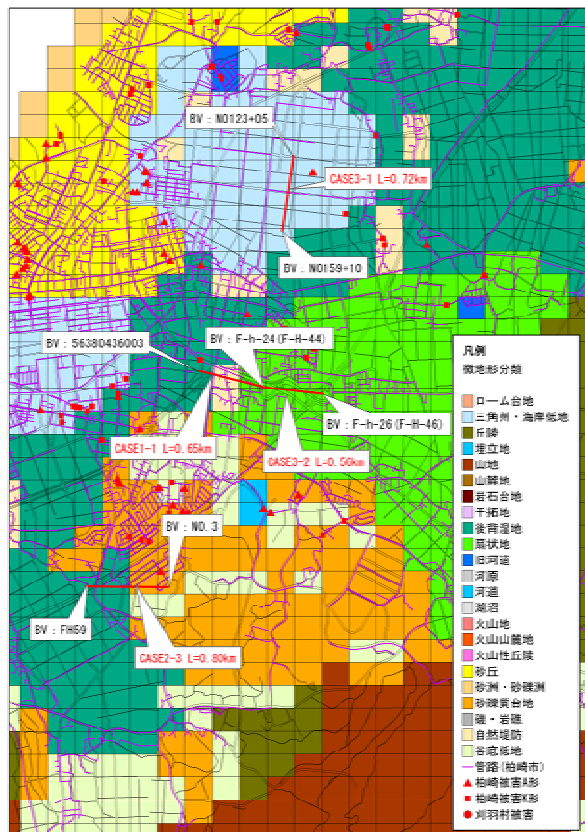 BV : NO123+05
CASE3-1 L=0.72km
BV : NO159+10
BV : 56380436003
BV : F-h-24(F-H-44)
BV : F-h-26(F-H-46)
CASE1-1 L=0.65km
CASE3-2 L=0.50km
BV : NO.3
BV : FH59
CASE2-3 L=0.80km
凡例
微地形分類
ローム台地
三角州・海岸低地
丘陵
埋立地
山地
山麓地
岩石台地
干拓地
後背湿地
扇状地
旧河道
河原
河道
湖沼
火山地
火山山麓地
火山性丘陵
砂丘
砂洲・砂礫洲
砂礫質台地
磯・岩礁
自然堤防
谷底低地
管路(柏崎市)
柏崎被害A形
柏崎被害K形
刈羽村被害